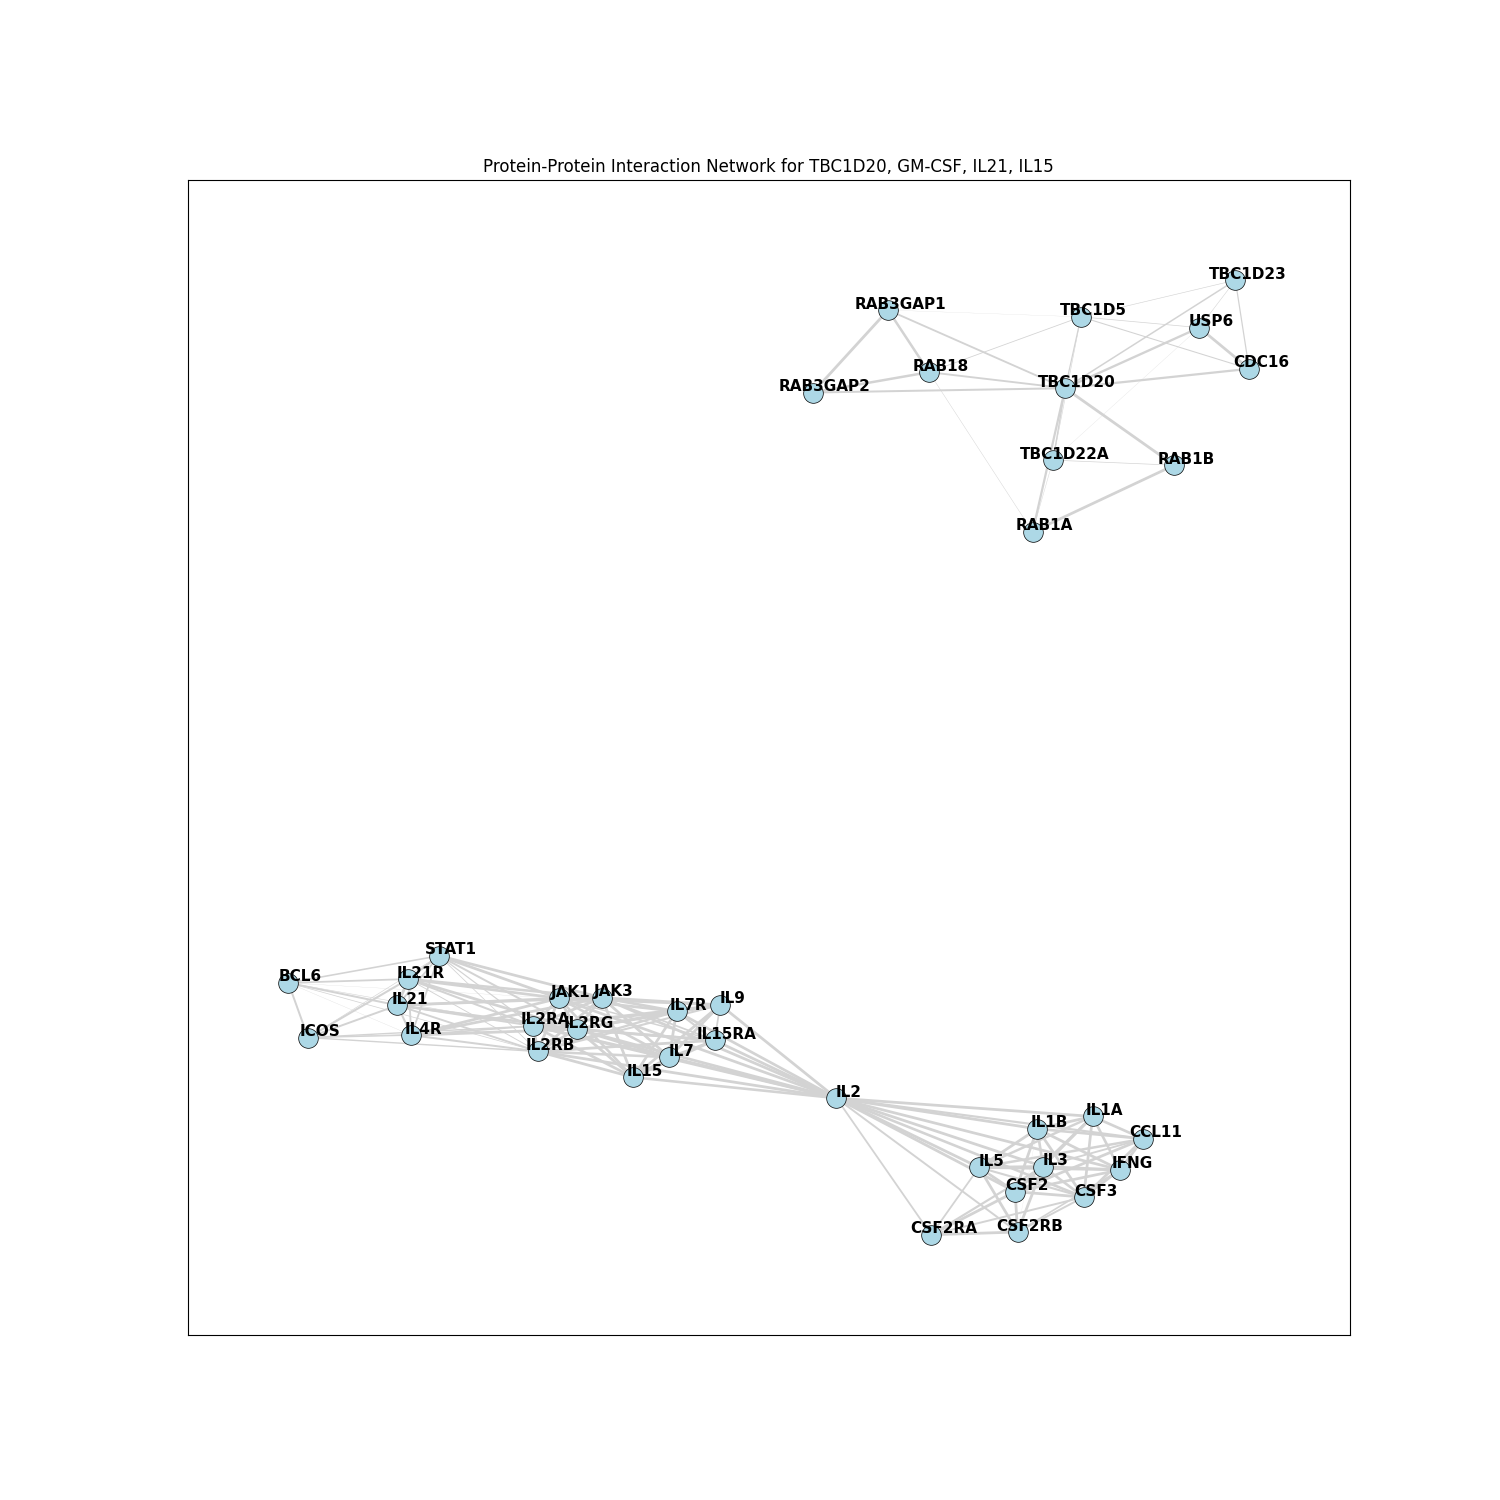 Protein-Protein Interaction Network for TBC1D20, GM-CSF, IL21, IL15
TBC1D23
RAB3GAP1
TBC1D5
USP6
RAB18
CDC16
RAB3GAP2
TBC1D20
TBC1D22A
RAB1B
RAB1A
STAT1
BCL6
IL21R
IL21
JAK1
JAK3
IL7R
IL9
ICOS
IL4R
IL2RA
IL2RG
IL15RA
IL2RB
IL7
IL15
IL2
IL1A
IL1B
CCL11
IL5
IL3
IFNG
CSF2
CSF3
CSF2RA
CSF2RB